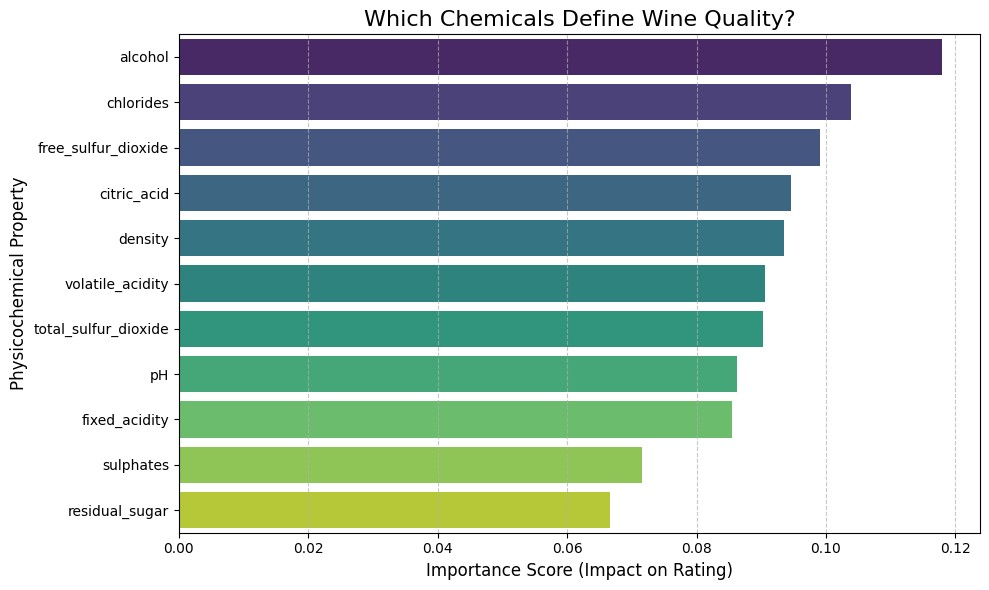 Which Chemicals Define Wine Quality?
Physicochemical Property
alcohol
chlorides
free_sulfur_dioxide
citric_acid
density
volatile_acidity
total_sulfur_dioxide
pH
fixed_acidity
sulphates
residual_sugar
0.00 0.02 0.04 0.06 0.08 0.10 0.12
Importance Score (Impact on Rating)